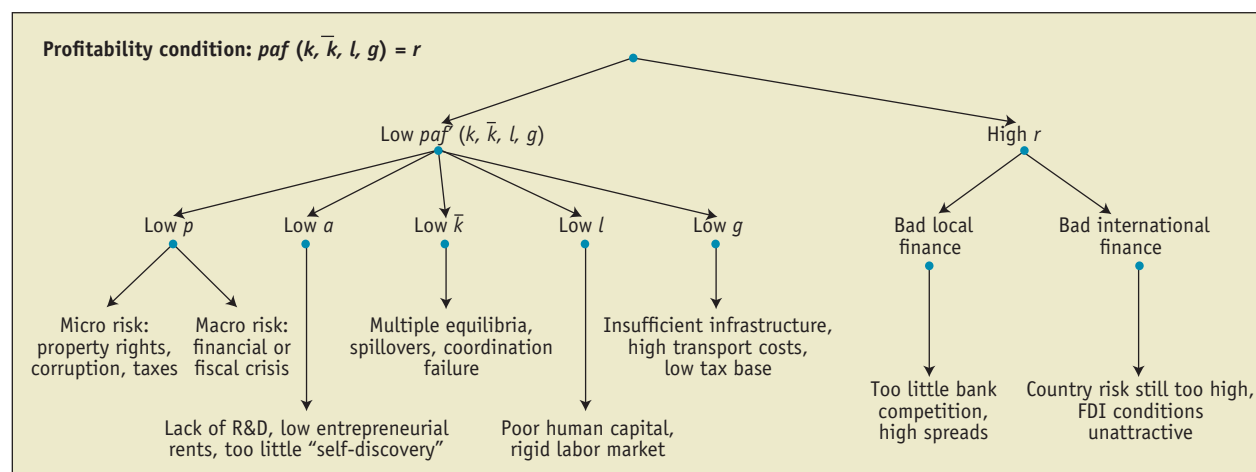 Profitability condition: paf (k, k̅, l, g) = r
Low paf′ (k, k̅, l, g)
High r
Low p
Low a
Low k̅
Low l
Low g
Bad local
finance
Bad international
finance
Micro risk:
property rights,
corruption, taxes
Macro risk:
financial or
fiscal crisis
Multiple equilibria,
spillovers, coordination
failure
Insufficient infrastructure,
high transport costs,
low tax base
Too little bank
competition,
high spreads
Country risk still too high,
FDI conditions
unattractive
Lack of R&D, low entrepreneurial
rents, too little “self-discovery”
Poor human capital,
rigid labor market